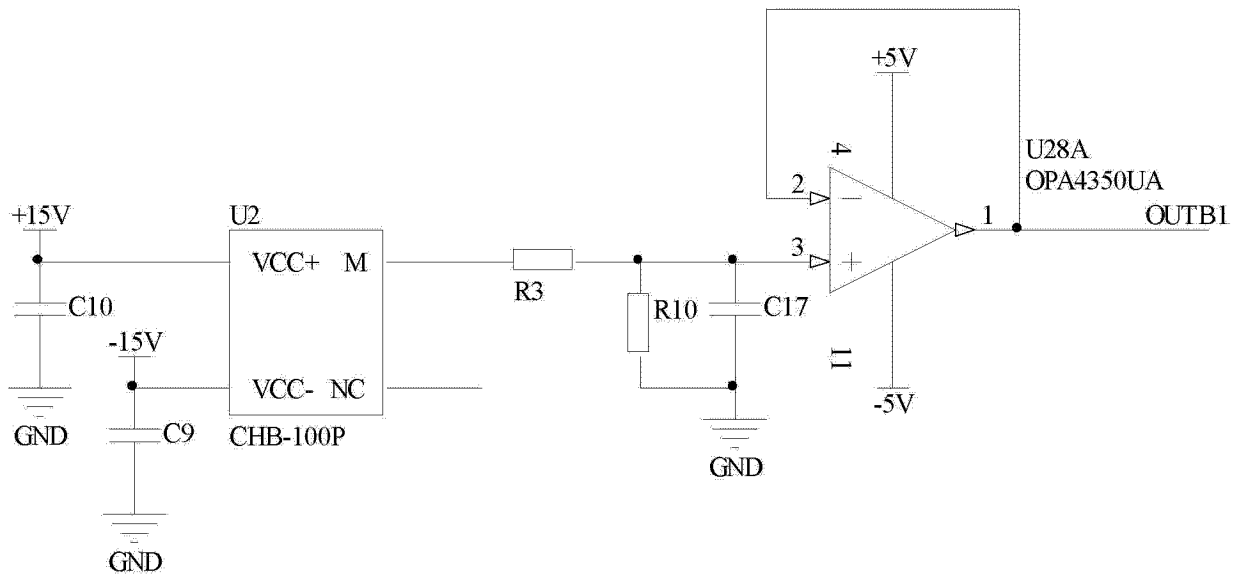 +5V
4
U28A
OPA4350UA
2
1
OUTB1
3
+15V
U2
VCC+ M
R3
R10
C17
C10
-15V
11
VCC- NC
-5V
GND
C9
CHB-100P
GND
GND